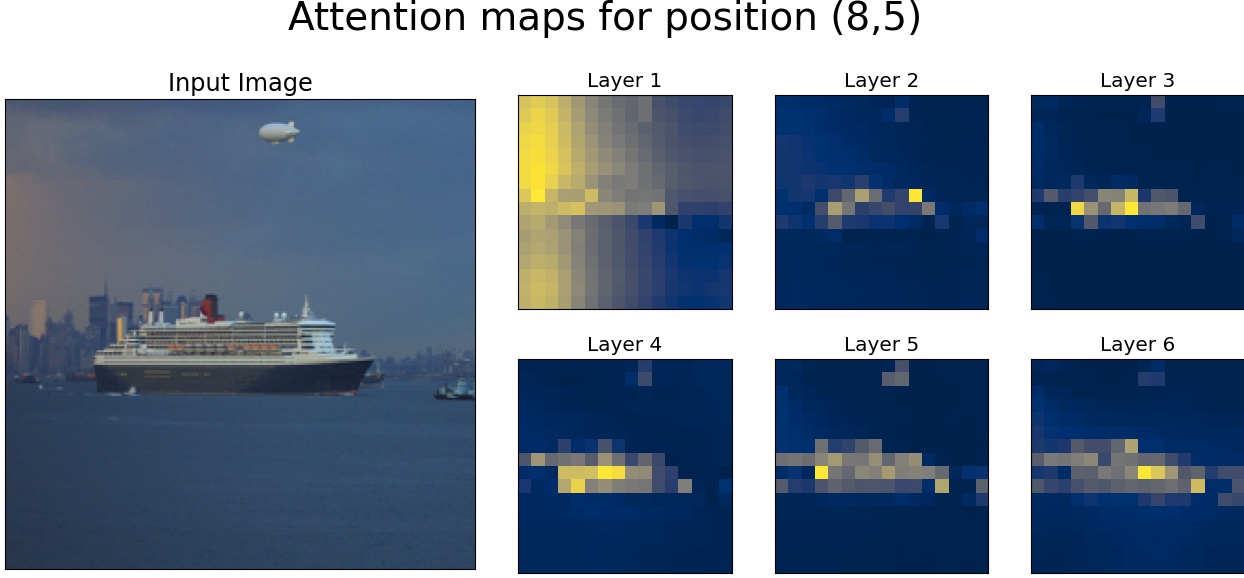 Attention maps for position (8,5)
Input Image
Layer 1
Layer 2
Layer 3
Layer 4
Layer 5
Layer 6